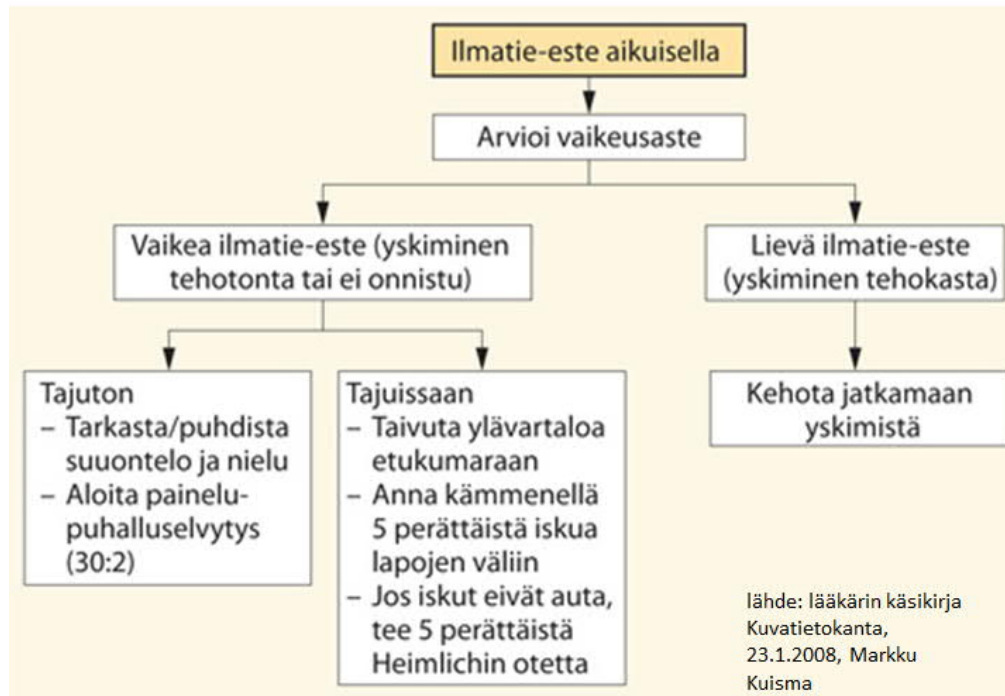 Ilmatie-este aikuisella
Arvioi vaikeusaste
Vaikea ilmatie-este (yskiminen
tehotonta tai ei onnistu)
Lievä ilmatie-este
(yskiminen tehokasta)
Tajuton
– Tarkasta/puhdista
suuontelo ja nielu
– Aloita painelu-
puhalluselvytys
(30:2)
Tajuissaan
– Taivuta ylävartaloa
etukumaraan
– Anna kämmenellä
5 perättäistä iskua
lapojen väliin
– Jos iskut eivät auta,
tee 5 perättäistä
Heimlichin otetta
Kehota jatkamaan
yskimistä
lähde: lääkärin käsikirja
Kuvatietokanta,
23.1.2008, Markku
Kuisma